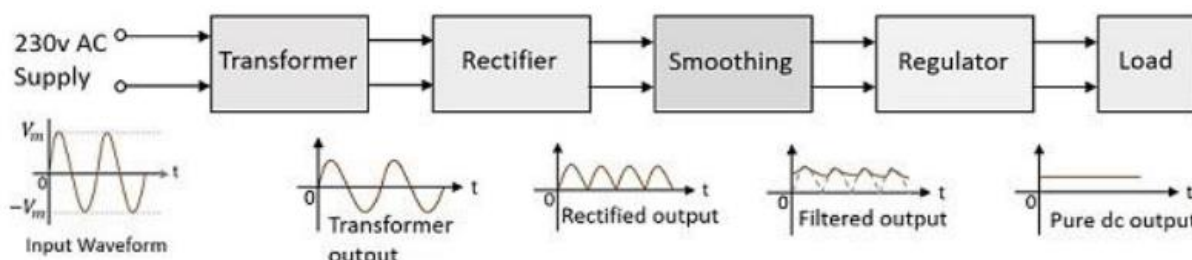 230v AC
Supply
Transformer
Rectifier
Smoothing
Regulator
Load
Vm
0
-Vm
t
Input Waveform
0
t
Transformer
output
0
t
Rectified output
0
t
Filtered output
0
t
Pure dc output